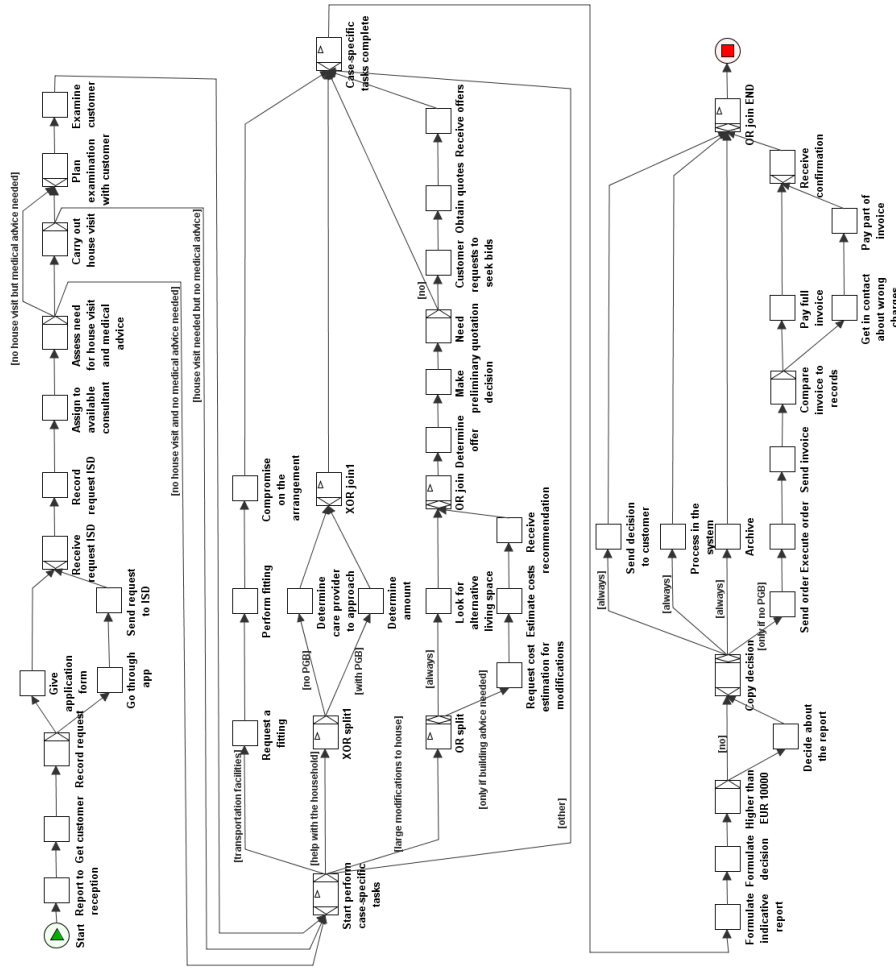 Start
Report to
reception
Get customer
Record request
Give
application
form
Go through
app
Send request
to ISD
Receive
request ISD
Record
request ISD
Assign to
available
consultant
Assess need
for house visit
and medical
advice
Carry out
house visit
Plan
examination
with customer
Examine
customer
[no house visit but medical advice needed]
[no house visit and no medical advice needed]
[house visit needed but no medical advice]
Start perform
case-specific
tasks
[transportation facilities]
[help with the household]
[large modifications to house]
[other]
Request a
fitting
Perform fitting
Compromise
on the
arrangement
XOR split1
[no PGB]
[with PGB]
Determine
care provider
to approach
Determine
amount
XOR join1
OR split
[always]
[only if building advice needed]
Look for
alternative
living space
Request cost
estimation for
modifications
Estimate costs
Receive
recommendation
OR join
Determine
offer
Make
preliminary
decision
Need
quotation
[no]
Customer
requests to
seek bids
Obtain quotes
Receive offers
Case-specific
tasks complete
Formulate
indicative
report
Formulate
decision
Higher than
EUR 10000
[no]
Decide about
the report
Copy decision
[always]
[always]
[always]
[only if no PGB]
Send decision
to customer
Process in the
system
Archive
Send order
Execute order
Send invoice
Compare
invoice to
records
Pay full
invoice
Get in contact
about wrong
charges
Pay part of
invoice
Receive
confirmation
OR join END